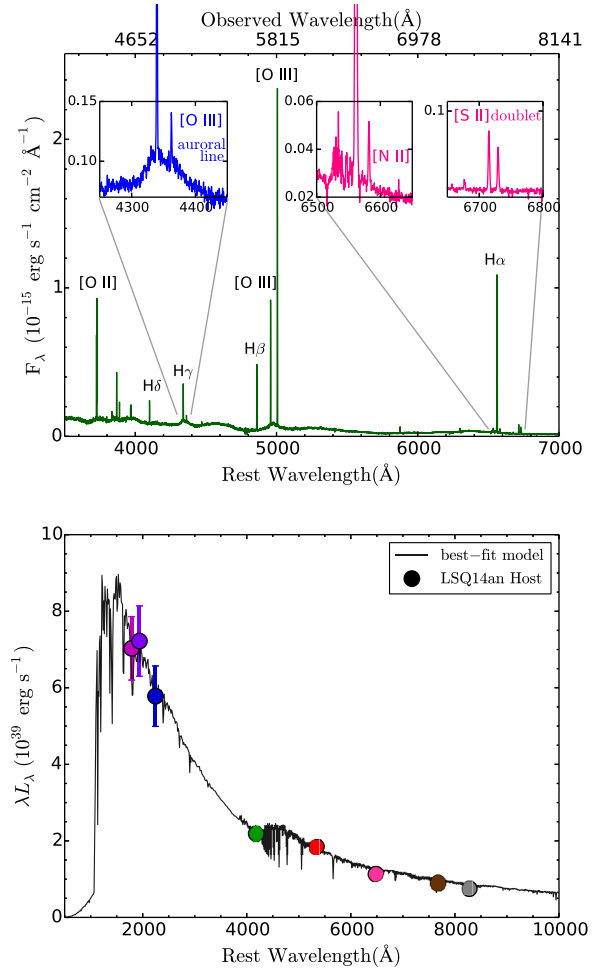 Observed Wavelength(Å)
4652 5815 6978 8141
F_λ (10^−15 erg s^−1 cm^−2 Å^−1)
0
1
2
[O III]
0.15
0.10
[O III]
auroral
line
4300 4400
0.06
0.04
0.02
[N II]
6500 6600
0.1
[S II] doublet
6700 6800
[O II]
[O III]
Hα
Hδ
Hγ
Hβ
4000 5000 6000 7000
Rest Wavelength(Å)
λL_λ (10^39 erg s^−1)
10
8
6
4
2
0
best−fit model
LSQ14an Host
2000 4000 6000 8000 10000
Rest Wavelength(Å)